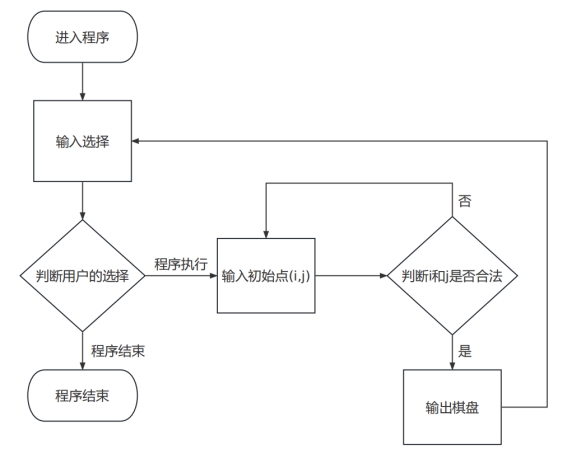 进入程序
输入选择
判断用户的选择
程序执行
输入初始点(i,j)
否
判断i和j是否合法
是
程序结束
程序结束
输出棋盘